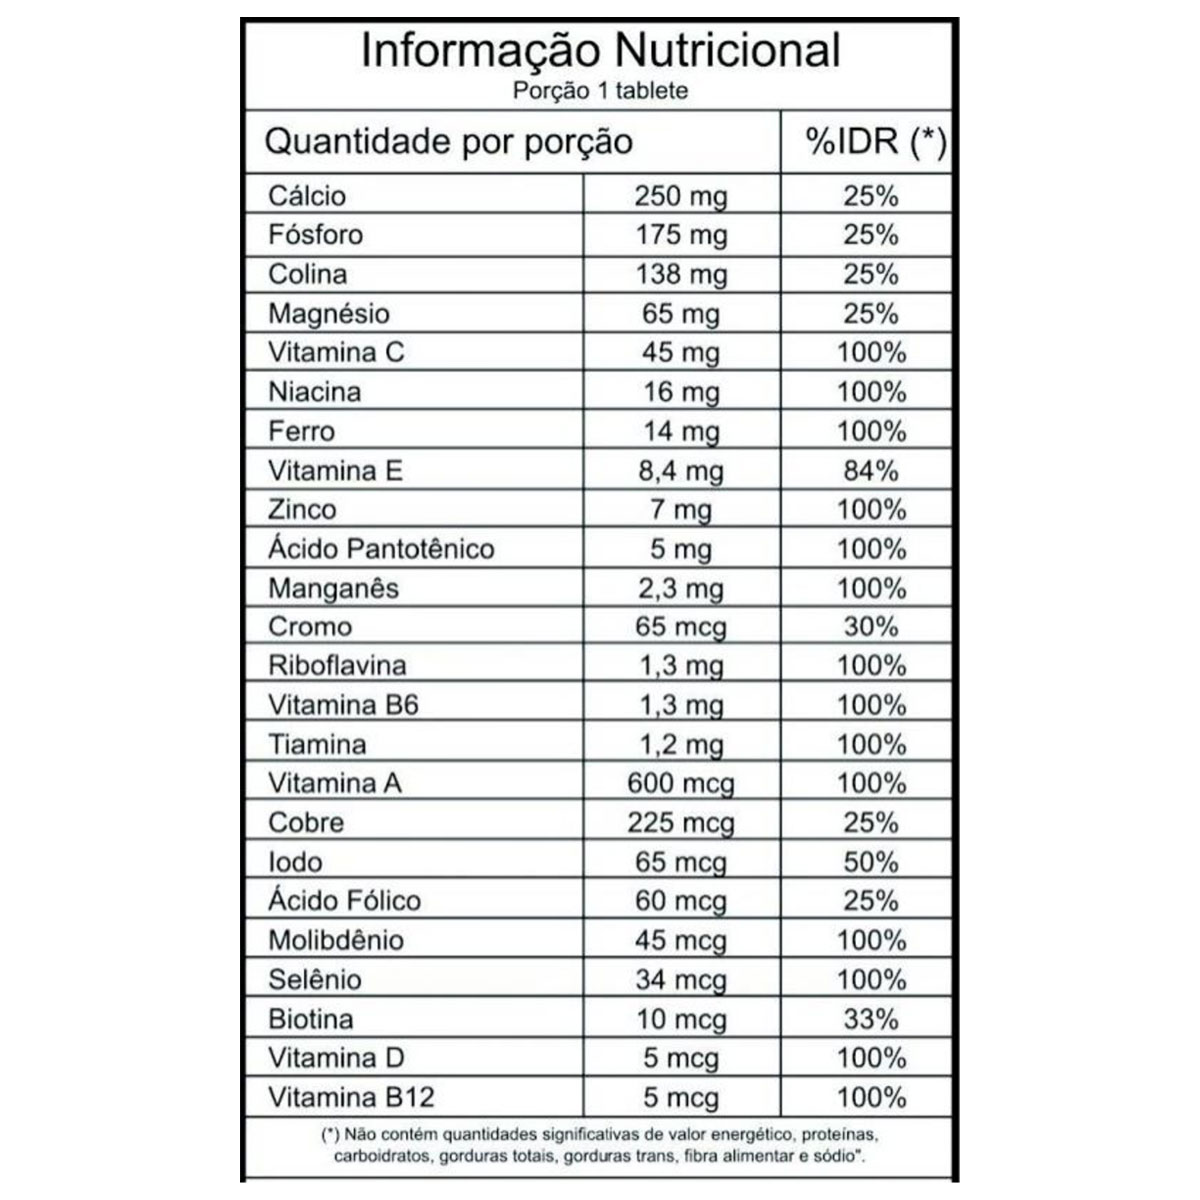 Informação Nutricional
Porção 1 tablete
Quantidade por porção %IDR (*)
Cálcio 250 mg 25%
Fósforo 175 mg 25%
Colina 138 mg 25%
Magnésio 65 mg 25%
Vitamina C 45 mg 100%
Niacina 16 mg 100%
Ferro 14 mg 100%
Vitamina E 8,4 mg 84%
Zinco 7 mg 100%
Ácido Pantotênico 5 mg 100%
Manganês 2,3 mg 100%
Cromo 65 mcg 30%
Riboflavina 1,3 mg 100%
Vitamina B6 1,3 mg 100%
Tiamina 1,2 mg 100%
Vitamina A 600 mcg 100%
Cobre 225 mcg 25%
Iodo 65 mcg 50%
Ácido Fólico 60 mcg 25%
Molibdênio 45 mcg 100%
Selênio 34 mcg 100%
Biotina 10 mcg 33%
Vitamina D 5 mcg 100%
Vitamina B12 5 mcg 100%
(*) Não contém quantidades significativas de valor energético, proteínas,
carboidratos, gorduras totais, gorduras trans, fibra alimentar e sódio".